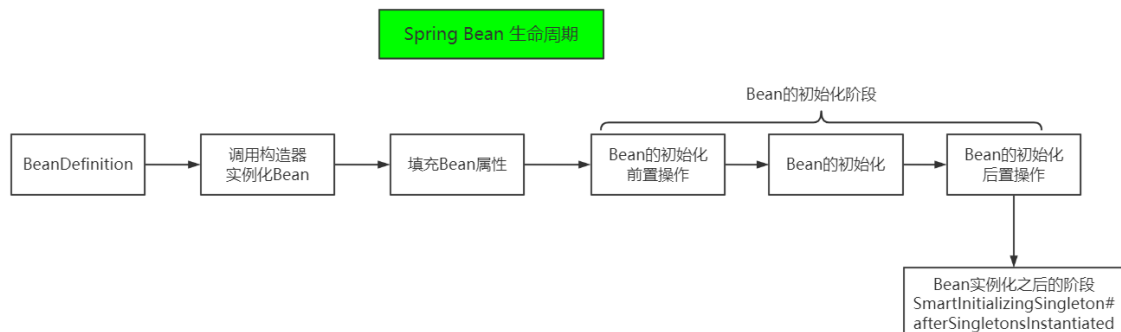 Spring Bean 生命周期
Bean的初始化阶段
BeanDefinition
调用构造器
实例化Bean
填充Bean属性
Bean的初始化
前置操作
Bean的初始化
Bean的初始化
后置操作
Bean实例化之后的阶段
SmartInitializingSingleton#
afterSingletonsInstantiated